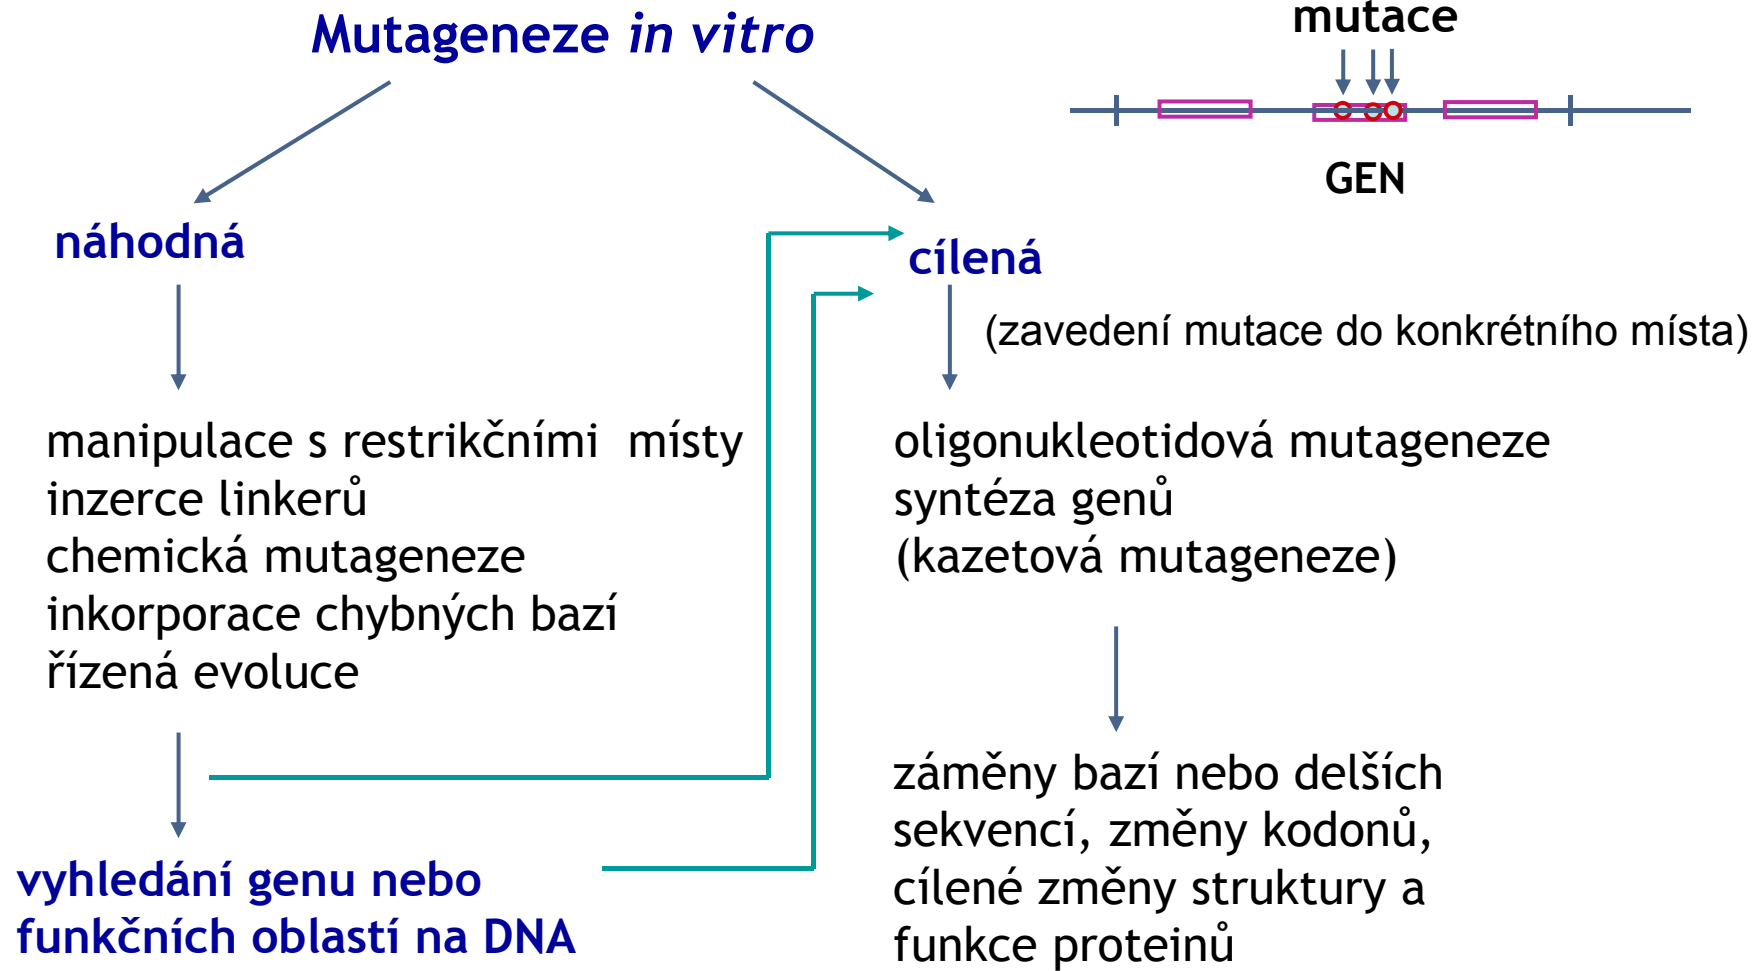 Mutageneze in vitro
mutace
GEN
náhodná
cílená
(zavedení mutace do konkrétního místa)
manipulace s restrikčními místy
inzerce linkerů
chemická mutageneze
inkorporace chybných bazí
řízená evoluce
oligonukleotidová mutageneze
syntéza genů
(kazetová mutageneze)
vyhledání genu nebo
funkčních oblastí na DNA
záměny bazí nebo delších
sekvencí, změny kodonů,
cílené změny struktury a
funkce proteinů